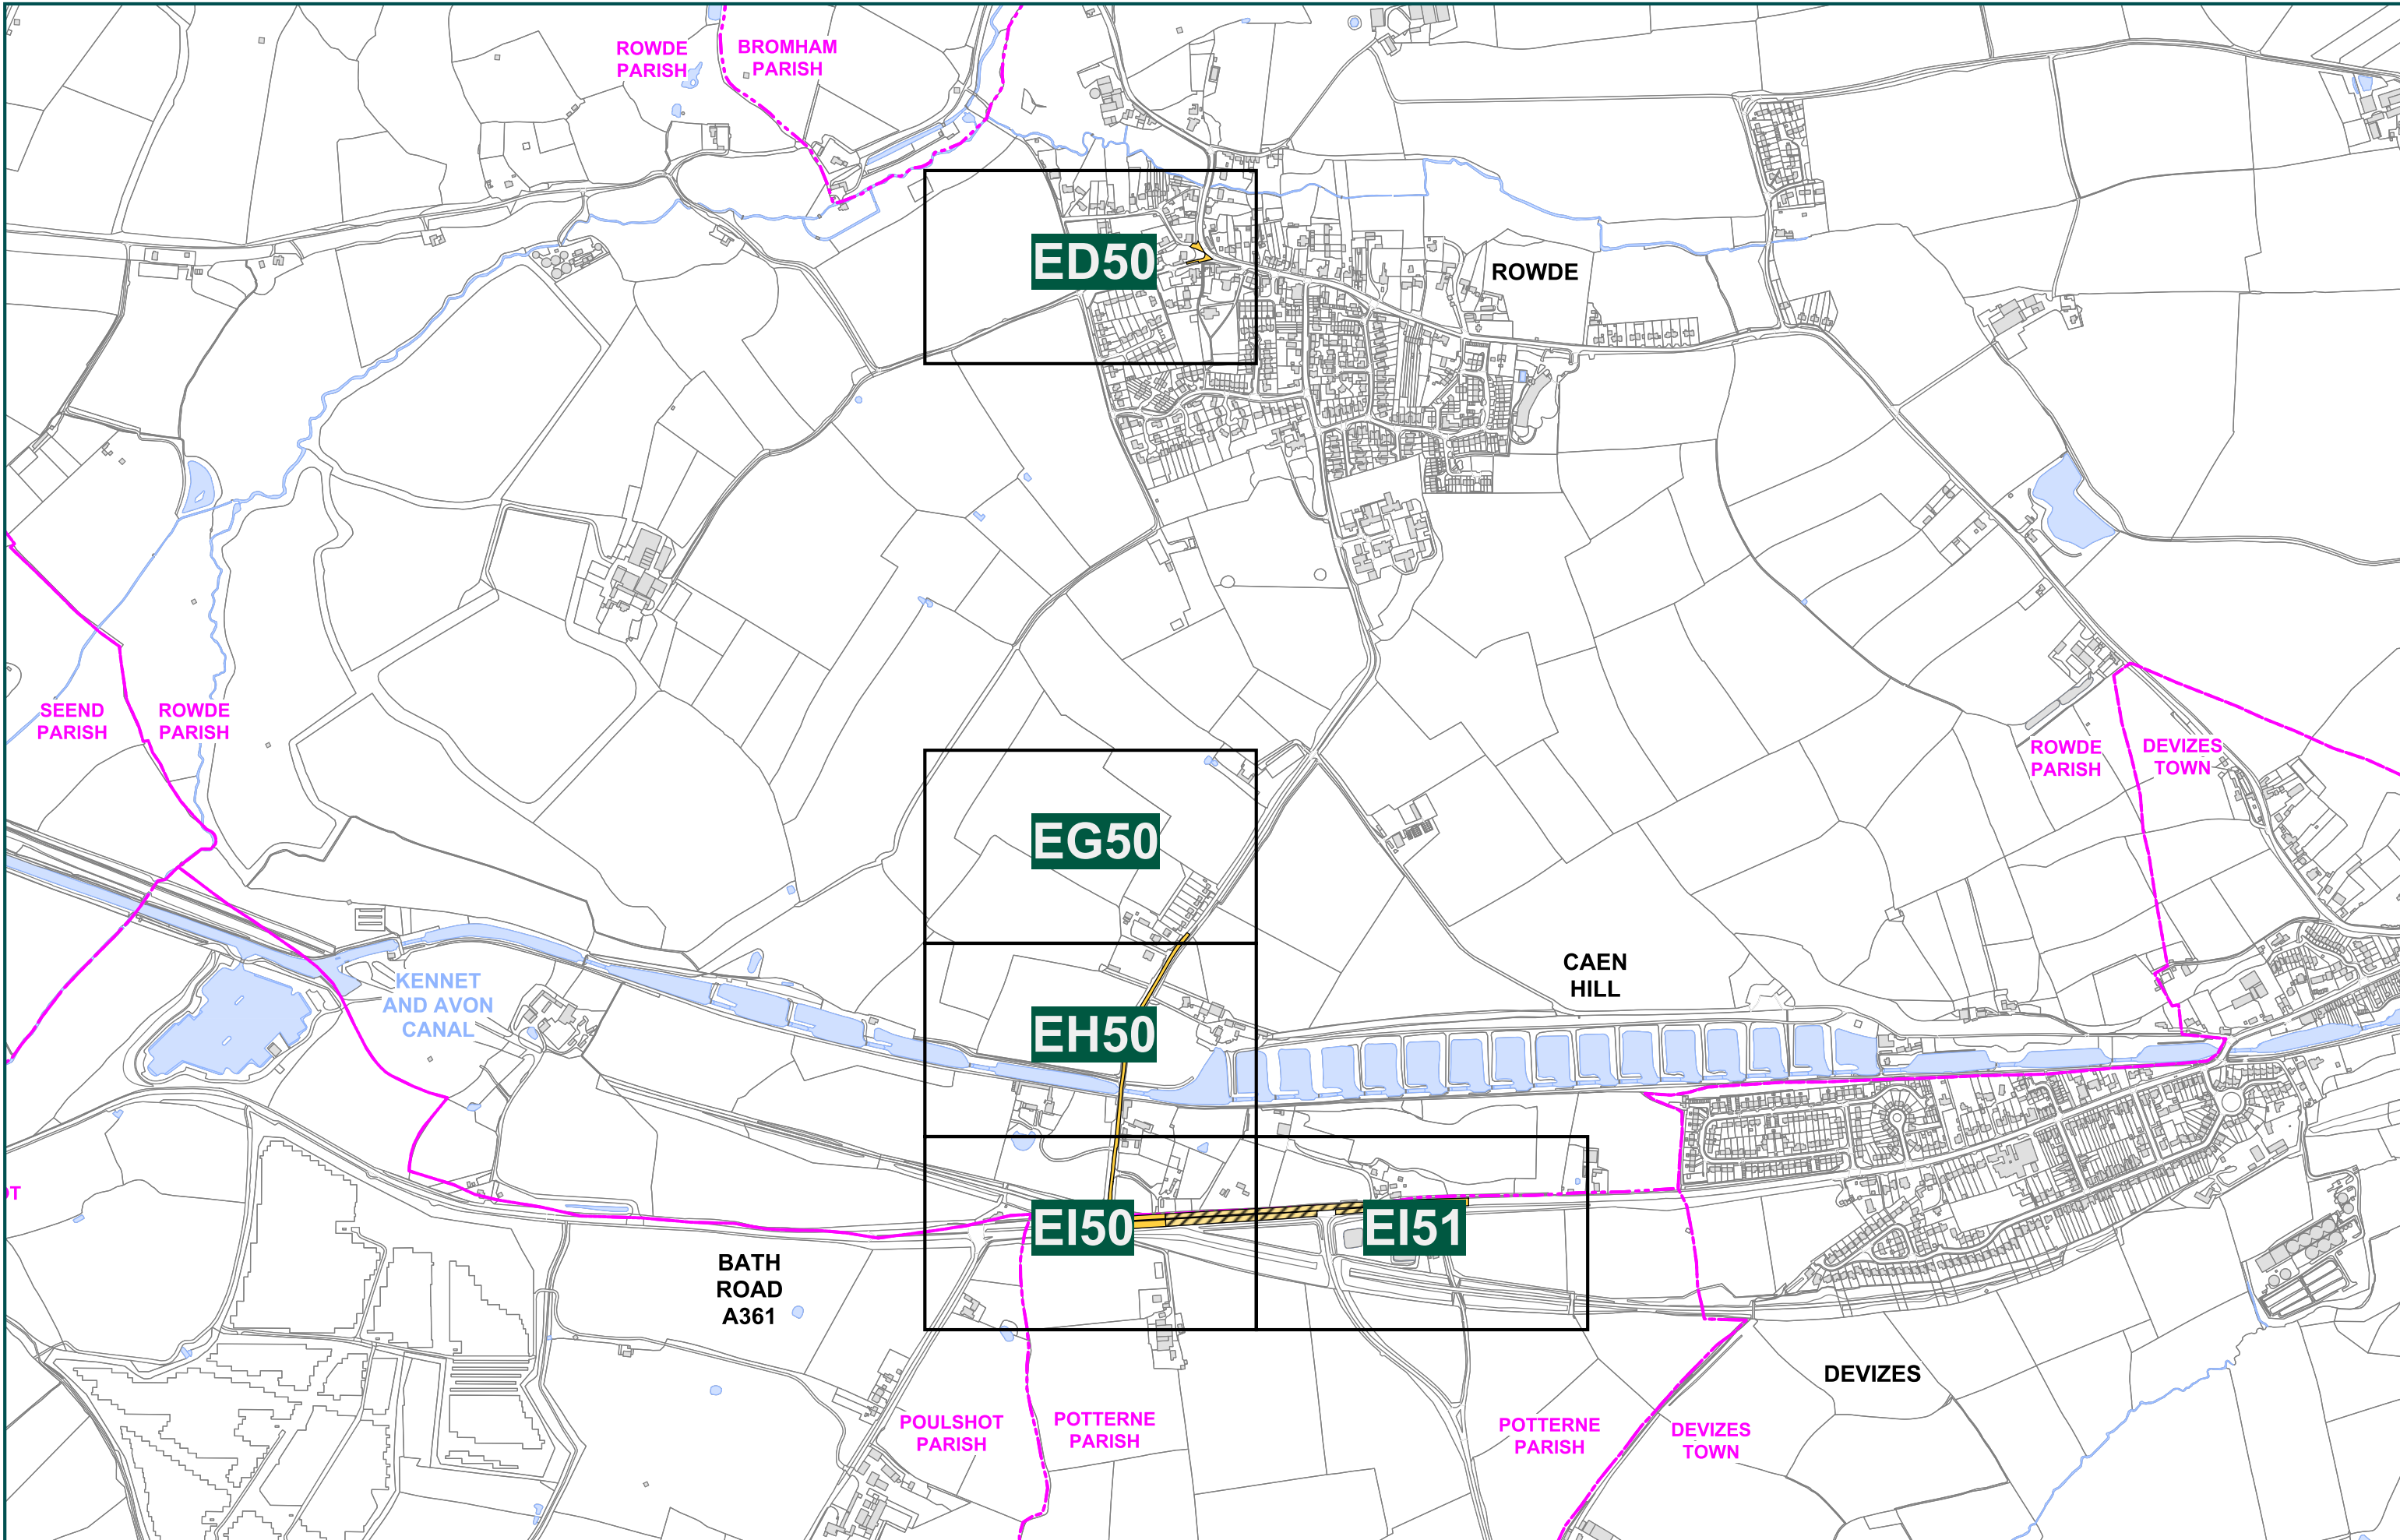 ROWDE
PARISH
BROMHAM
PARISH
ED50
ROWDE
SEEND
PARISH
ROWDE
PARISH
ROWDE
PARISH
DEVIZES
TOWN
EG50
KENNET
AND AVON
CANAL
EH50
CAEN
HILL
EI50
EI51
BATH
ROAD
A361
DEVIZES
POULSHOT
PARISH
POTTERNE
PARISH
POTTERNE
PARISH
DEVIZES
TOWN